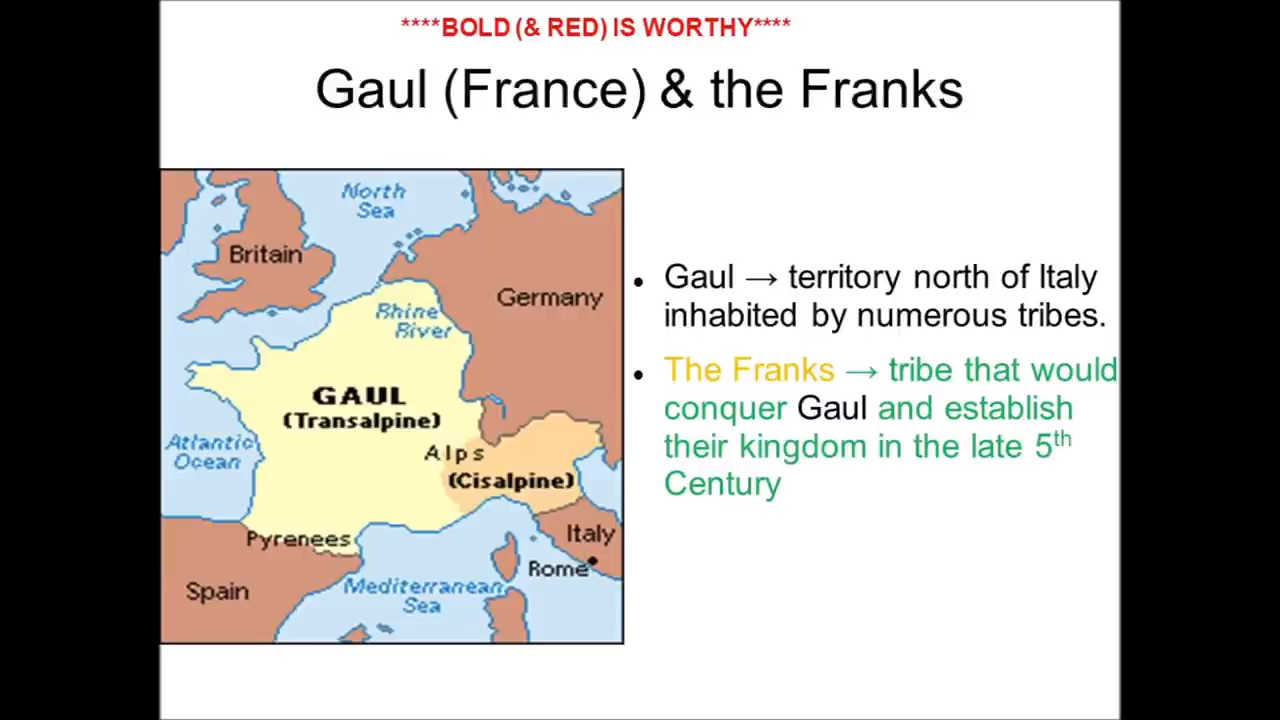 ****BOLD (& RED) IS WORTHY****
Gaul (France) & the Franks
North
Sea
Britain
Germany
Rhine
River
GAUL
(Transalpine)
Atlantic
Ocean
Alps
(Cisalpine)
Pyrenees
Italy
Rome
Spain
Mediterranean
Sea
• Gaul → territory north of Italy
inhabited by numerous tribes.
• The Franks → tribe that would
conquer Gaul and establish
their kingdom in the late 5th
Century